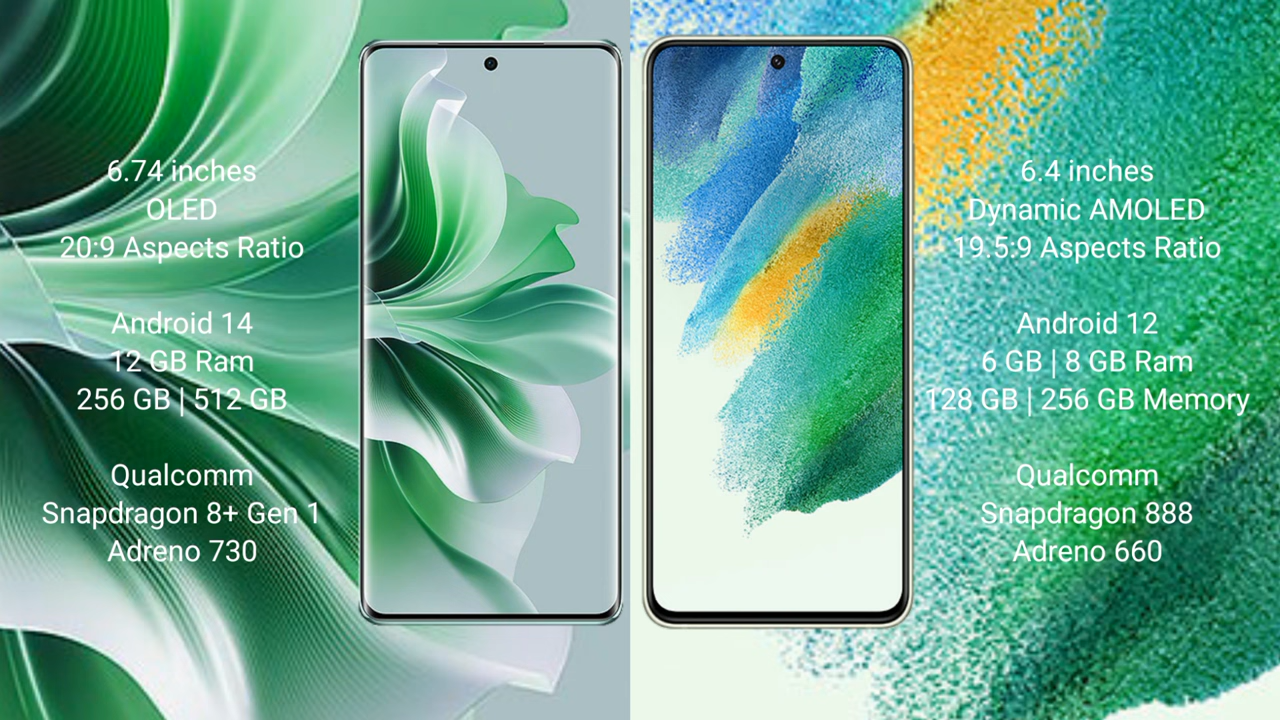 6.74 inches
OLED
20:9 Aspects Ratio
Android 14
12 GB Ram
256 GB | 512 GB
Qualcomm
Snapdragon 8+ Gen 1
Adreno 730
6.4 inches
Dynamic AMOLED
19.5:9 Aspects Ratio
Android 12
6 GB | 8 GB Ram
128 GB | 256 GB Memory
Qualcomm
Snapdragon 888
Adreno 660